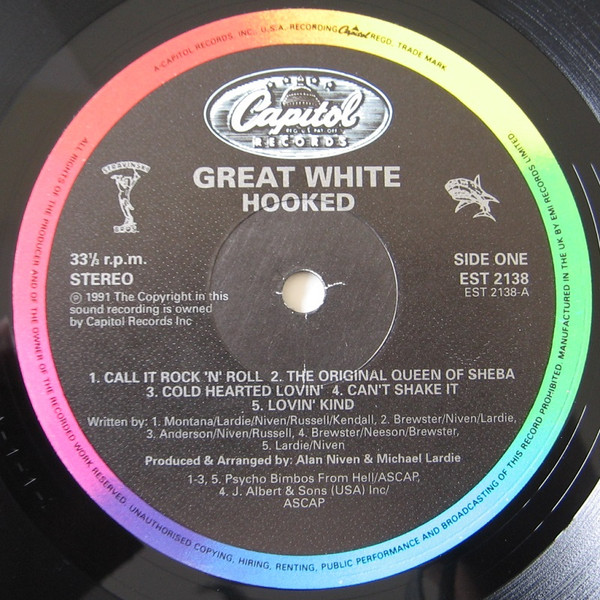 A CAPITOL RECORDS, INC., U.S.A.-RECORDING Capitol REGD. TRADE MARK
Capitol
RECORDS
GREAT WHITE
HOOKED
STRAVINSKI
BROS
33⅓ r.p.m.
STEREO
℗ 1991 The Copyright in this
sound recording is owned
by Capitol Records Inc
SIDE ONE
EST 2138
EST 2138-A
1. CALL IT ROCK 'N' ROLL 2. THE ORIGINAL QUEEN OF SHEBA
3. COLD HEARTED LOVIN' 4. CAN'T SHAKE IT
5. LOVIN' KIND
Written by: 1. Montana/Lardie/Niven/Russell/Kendall, 2. Brewster/Niven/Lardie,
3. Anderson/Niven/Russell, 4. Brewster/Neeson/Brewster,
5. Lardie/Niven
Produced & Arranged by: Alan Niven & Michael Lardie
1-3, 5. Psycho Bimbos From Hell/ASCAP,
4. J. Albert & Sons (USA) Inc/
ASCAP
MANUFACTURED IN THE UK BY EMI RECORDS LIMITED
ALL RIGHTS OF THE PRODUCER AND OF THE OWNER OF THE RECORDED WORK RESERVED. UNAUTHORISED COPYING, HIRING, RENTING, PUBLIC PERFORMANCE AND BROADCASTING OF THIS RECORD PROHIBITED.